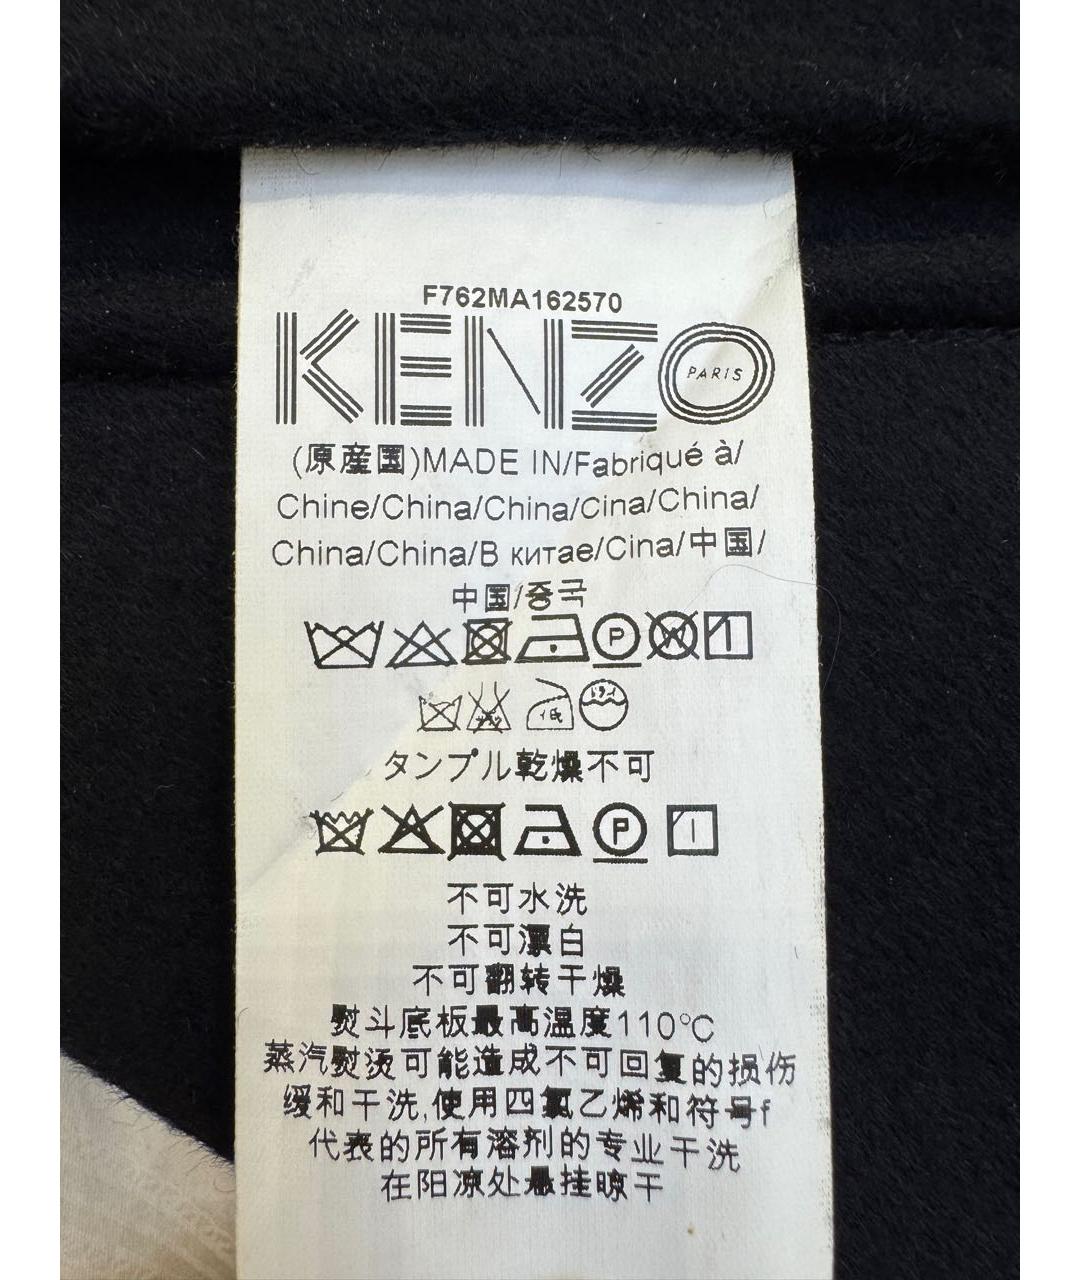 F762MA162570
KENZO
PARIS
(原産国)MADE IN/Fabriqué à/
Chine/China/China/Cina/China/
China/China/В китае/Cina/中国/
中国/중국
P W
低
タンブル乾燥不可
P
不可水洗
不可漂白
不可翻转干燥
熨斗底板最高温度110°C
蒸汽熨烫可能造成不可回复的损伤
缓和干洗,使用四氯乙烯和符号f
代表的所有溶剂的专业干洗
在阳凉处悬挂晾干